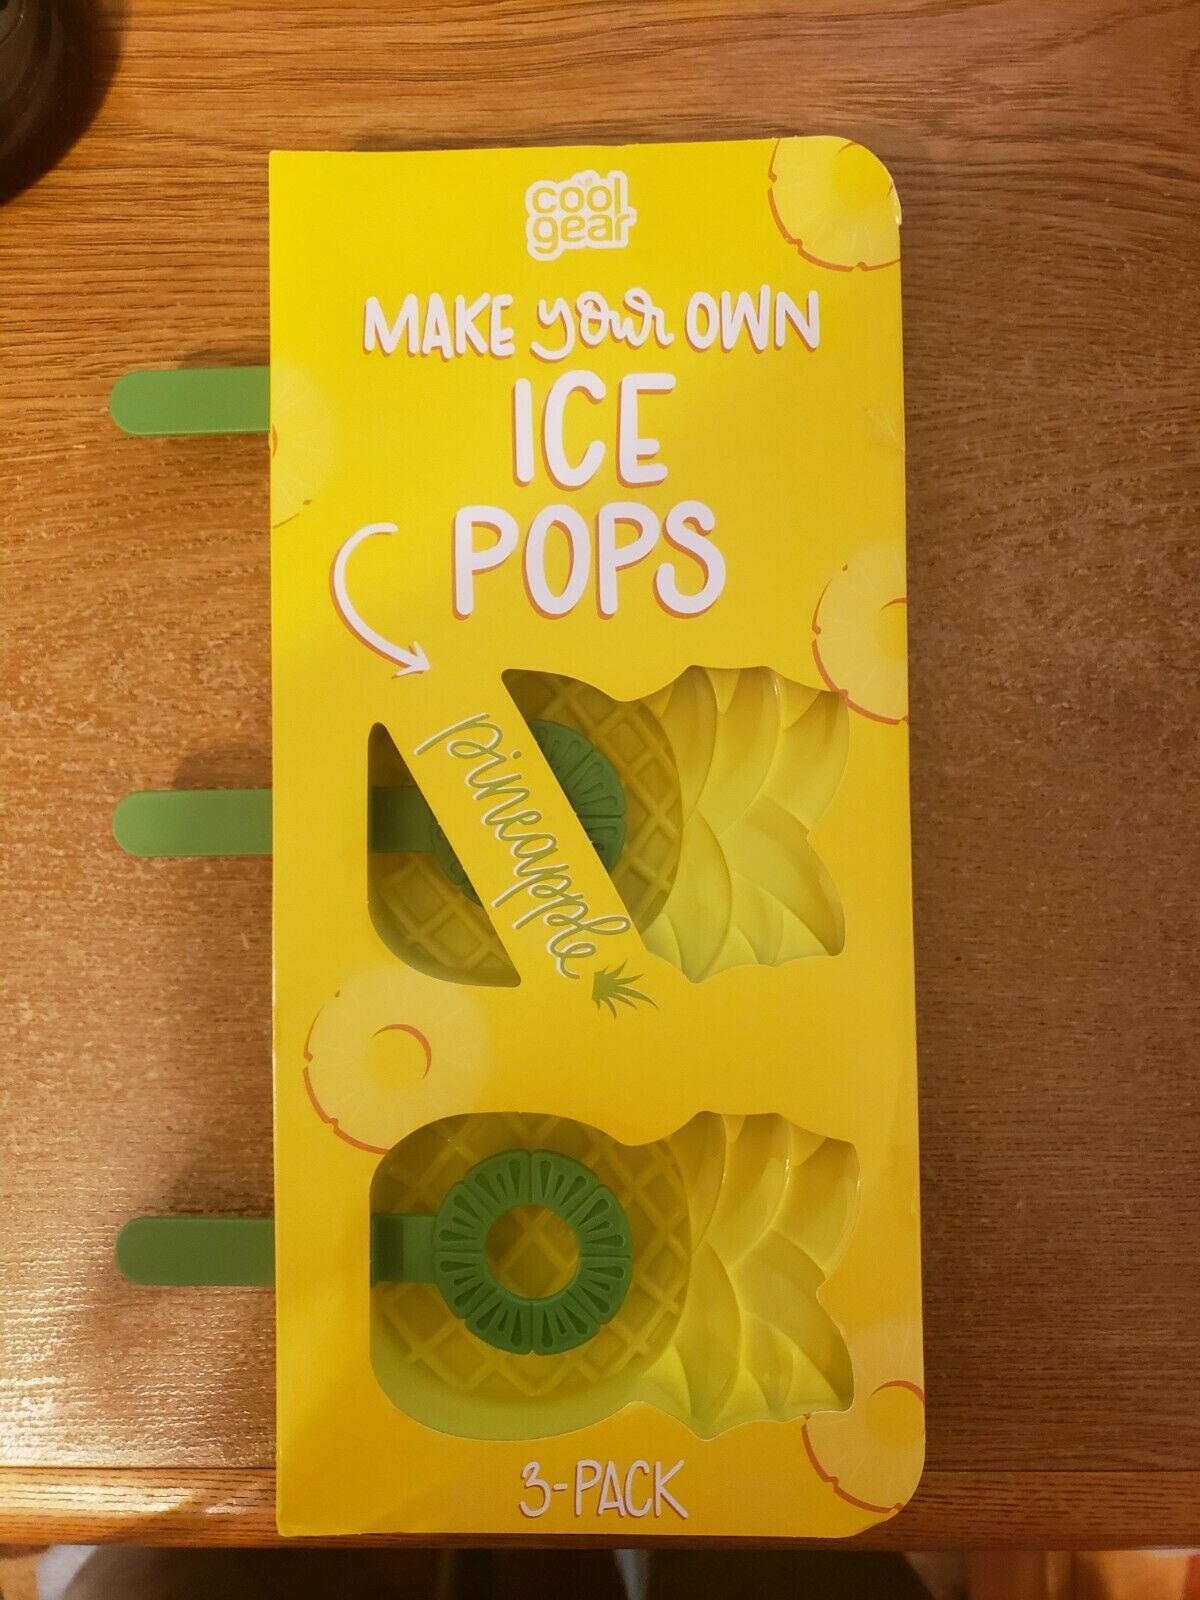 cool
gear
MAKE your OWN
ICE
POPS
pineapple
3-PACK